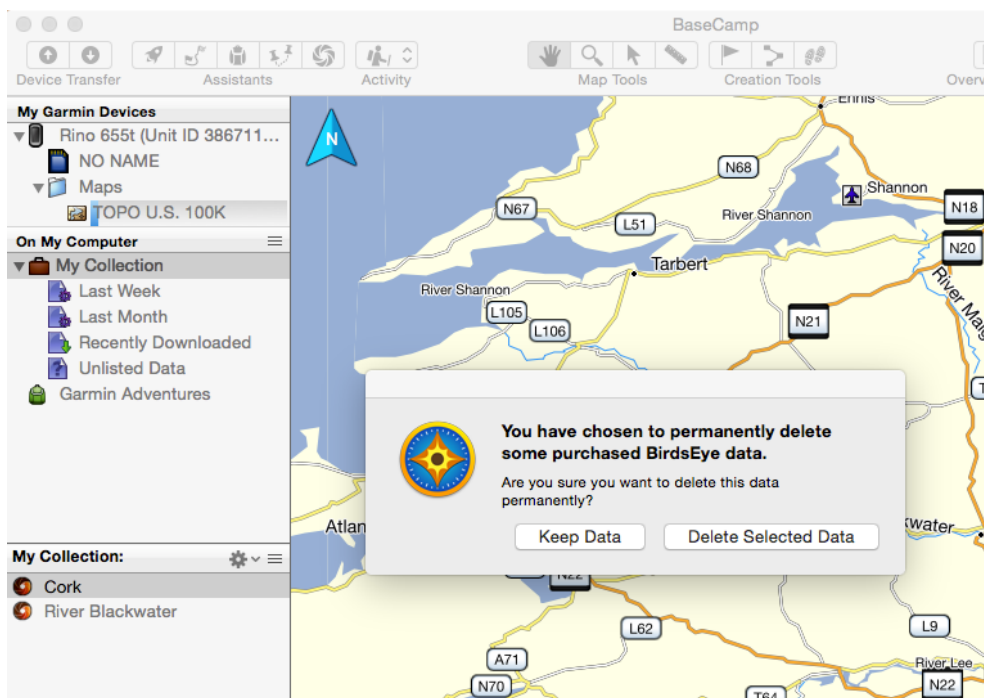 BaseCamp
Device Transfer
Assistants
Activity
Map Tools
Creation Tools
My Garmin Devices
Rino 655t (Unit ID 386711...
NO NAME
Maps
TOPO U.S. 100K
On My Computer
My Collection
Last Week
Last Month
Recently Downloaded
Unlisted Data
Garmin Adventures
My Collection:
Cork
River Blackwater
N
Ennis
N68
Shannon
N67
N18
L51
River Shannon
N20
Tarbert
River Shannon
L105
L106
N21
You have chosen to permanently delete
some purchased BirdsEye data.
Are you sure you want to delete this data
permanently?
Keep Data
Delete Selected Data
N22
L62
L9
A71
River Lee
N70
T64
N22